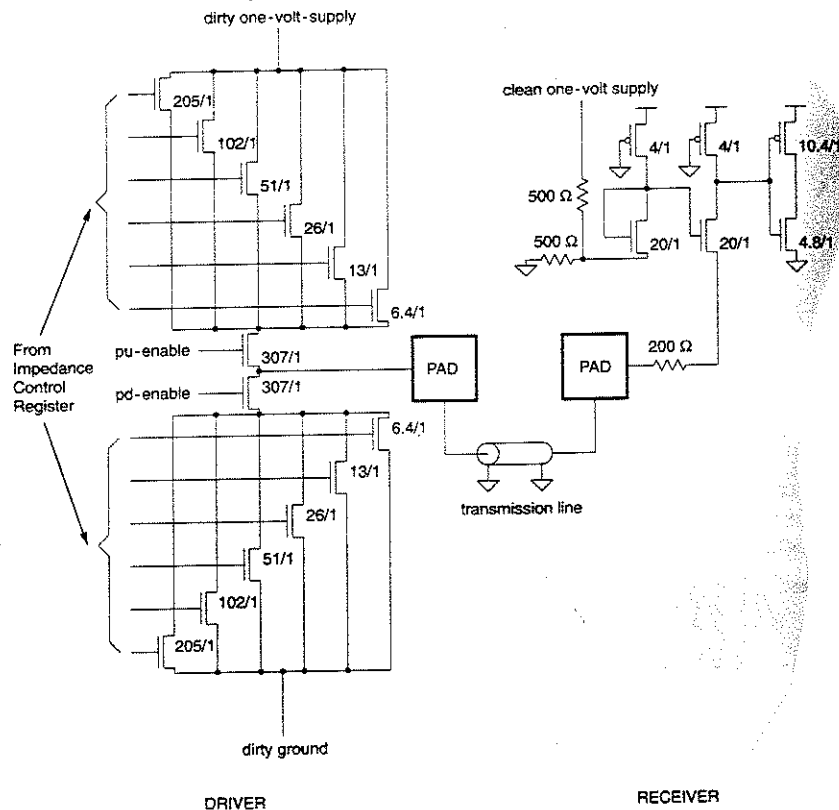 dirty one-volt-supply
205/1
102/1
51/1
26/1
13/1
6.4/1
From
Impedance
Control
Register
pu-enable
307/1
pd-enable
307/1
6.4/1
13/1
26/1
51/1
102/1
205/1
dirty ground
DRIVER
PAD
transmission line
clean one-volt supply
4/1
4/1
10.4/1
500 Ω
500 Ω
20/1
20/1
4.8/1
200 Ω
PAD
RECEIVER